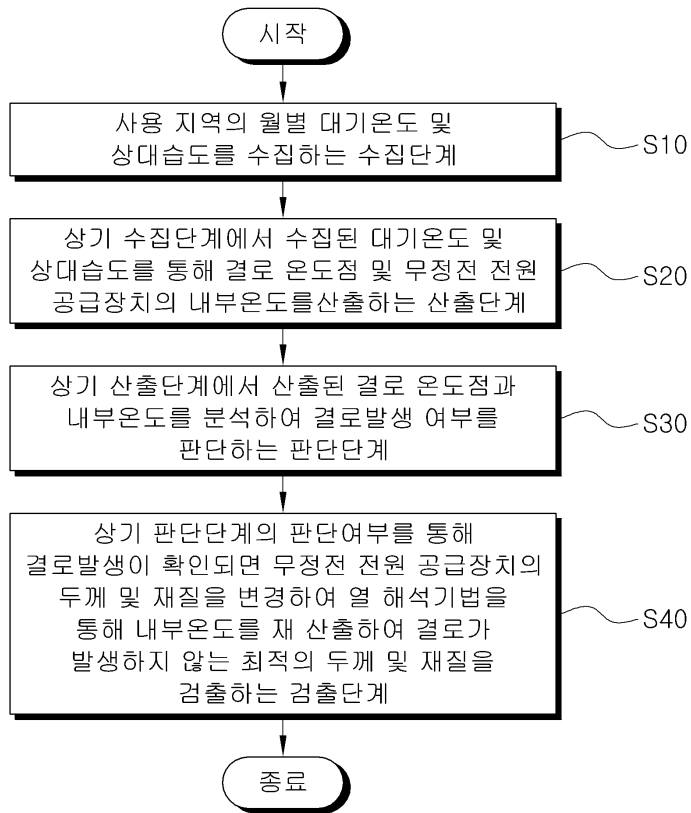 시작
사용 지역의 월별 대기온도 및
상대습도를 수집하는 수집단계
S10
상기 수집단계에서 수집된 대기온도 및
상대습도를 통해 결로 온도점 및 무정전 전원
공급장치의 내부온도를산출하는 산출단계
S20
상기 산출단계에서 산출된 결로 온도점과
내부온도를 분석하여 결로발생 여부를
판단하는 판단단계
S30
상기 판단단계의 판단여부를 통해
결로발생이 확인되면 무정전 전원 공급장치의
두께 및 재질을 변경하여 열 해석기법을
통해 내부온도를 재 산출하여 결로가
발생하지 않는 최적의 두께 및 재질을
검출하는 검출단계
S40
종료